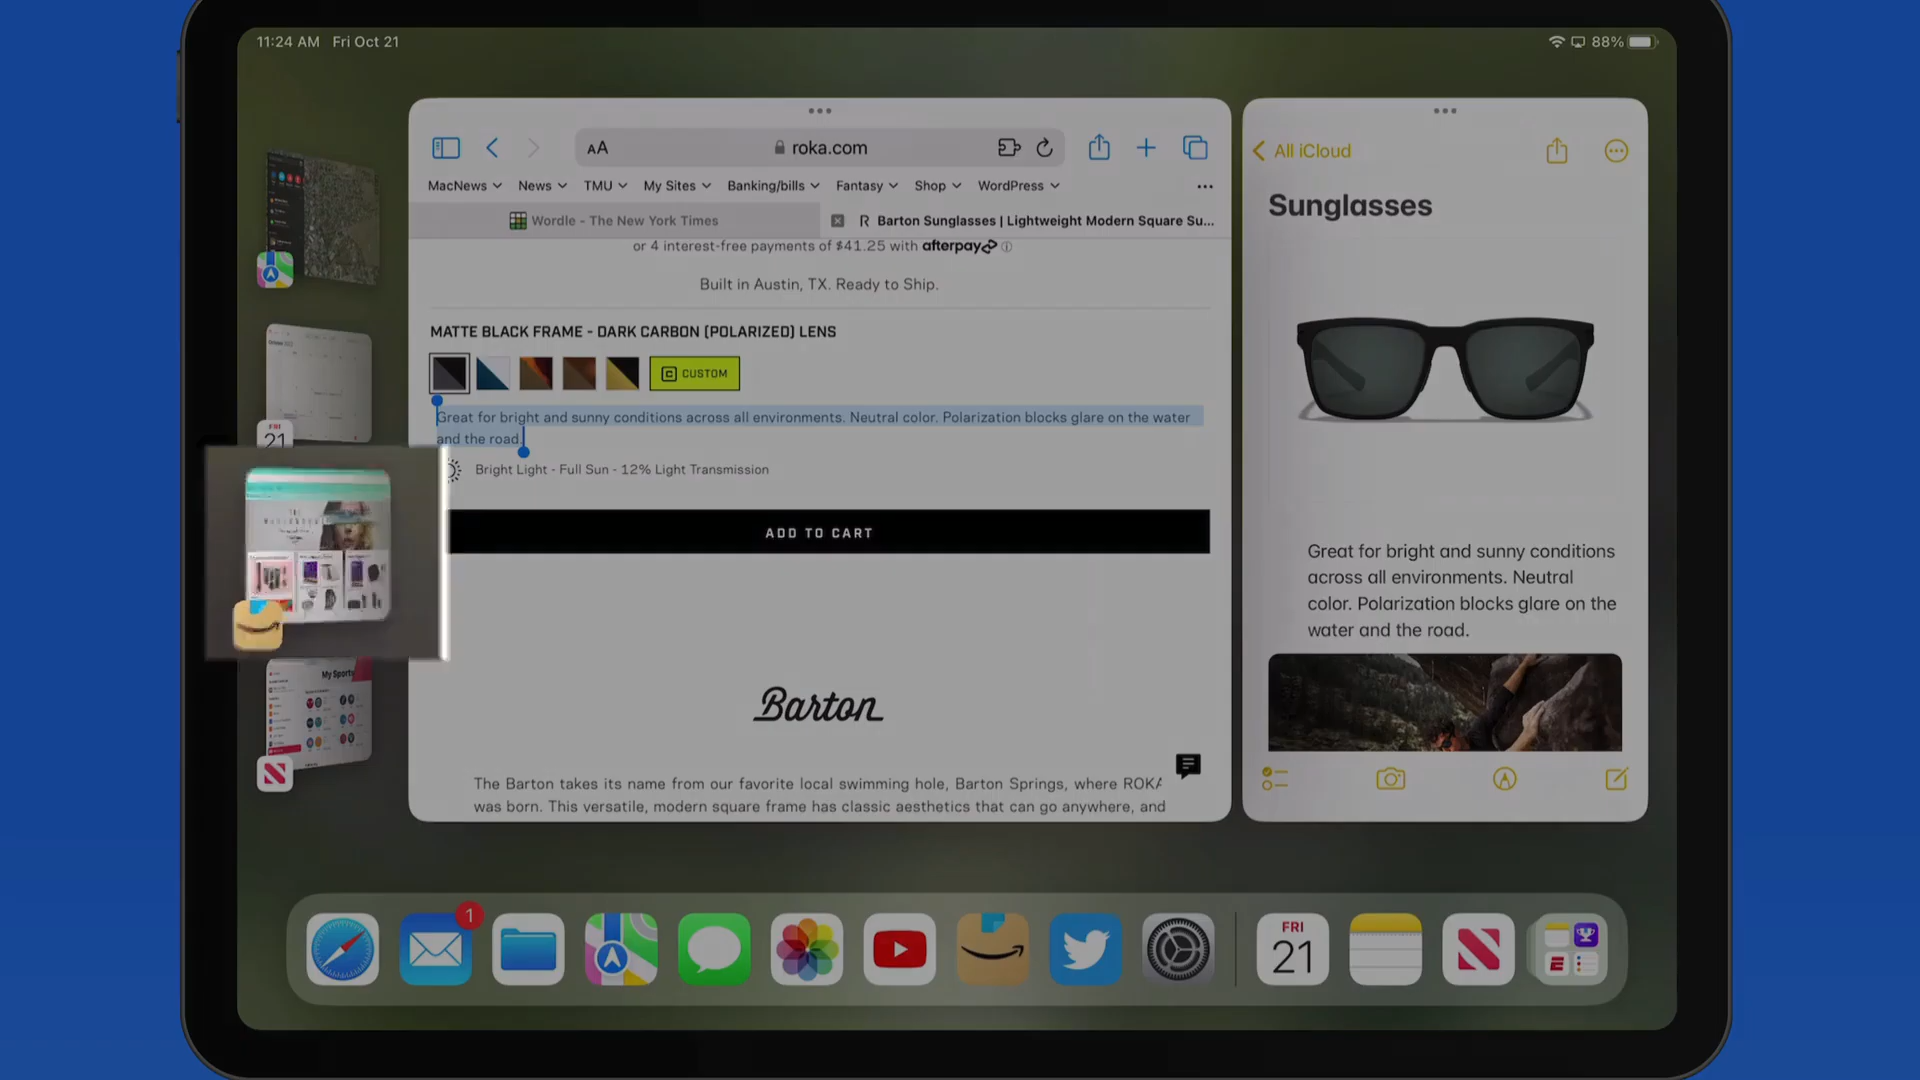 11:24 AM Fri Oct 21
88%
AA
roka.com
All iCloud
MacNews
News
TMU
My Sites
Banking/bills
Fantasy
Shop
WordPress
Wordle - The New York Times
R Barton Sunglasses | Lightweight Modern Square Su...
Sunglasses
or 4 interest-free payments of $41.25 with afterpay
Built in Austin, TX. Ready to Ship.
MATTE BLACK FRAME - DARK CARBON (POLARIZED) LENS
CUSTOM
Great for bright and sunny conditions across all environments. Neutral color. Polarization blocks glare on the water
and the road.
Bright Light - Full Sun - 12% Light Transmission
ADD TO CART
Barton
The Barton takes its name from our favorite local swimming hole, Barton Springs, where ROKA
was born. This versatile, modern square frame has classic aesthetics that can go anywhere, and
Great for bright and sunny conditions
across all environments. Neutral
color. Polarization blocks glare on the
water and the road.
FRI
21
My Sports
1
FRI
21